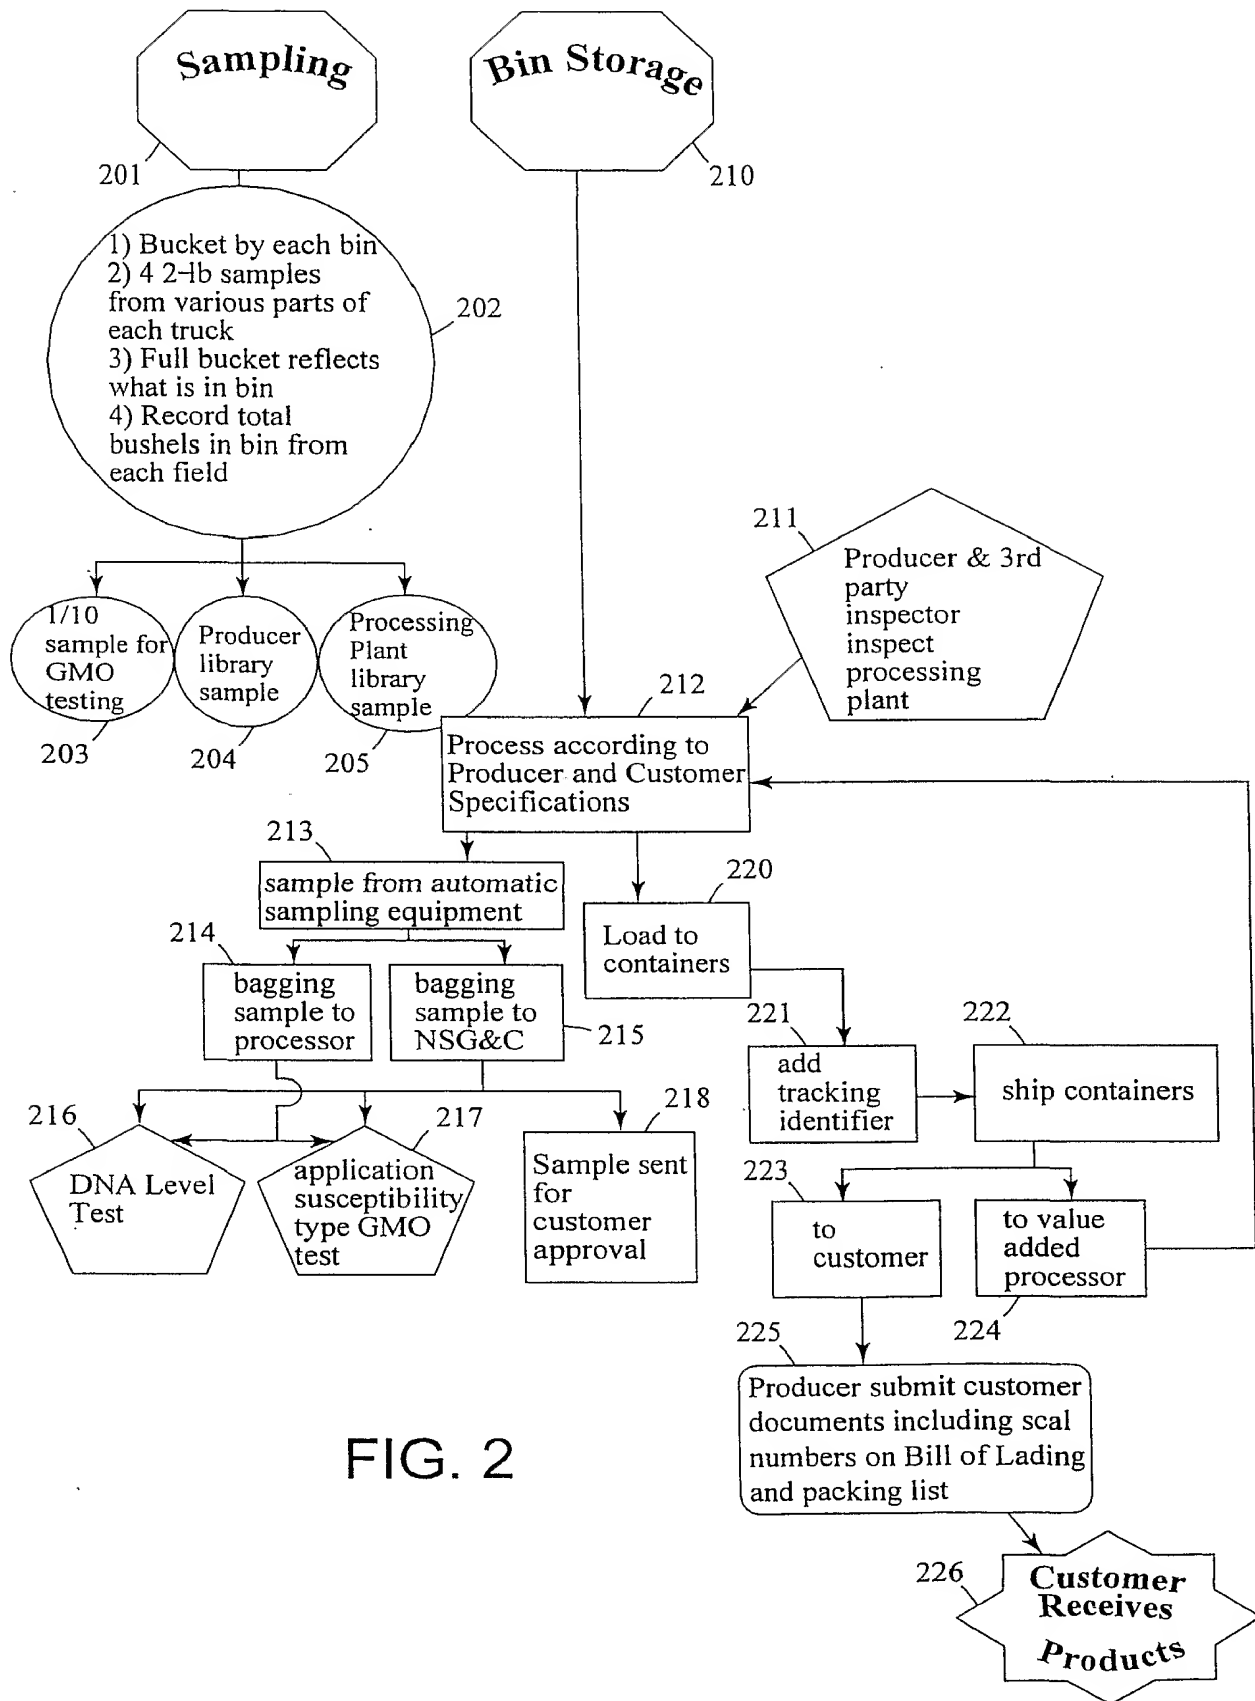 Sampling
Bin Storage
201
210
1) Bucket by each bin
2) 4 2-lb samples
from various parts of
each truck
3) Full bucket reflects
what is in bin
4) Record total
bushels in bin from
each field
202
211
Producer & 3rd
party
inspector
inspect
processing
plant
1/10
sample for
GMO
testing
203
Producer
library
sample
204
Processing
Plant
library
sample
205
212
Process according to
Producer and Customer
Specifications
213
sample from automatic
sampling equipment
220
Load to
containers
214
bagging
sample to
processor
bagging
sample to
NSG&C
215
221
add
tracking
identifier
222
ship containers
216
DNA Level
Test
217
application
susceptibility
type GMO
test
218
Sample sent
for
customer
approval
223
to
customer
to value
added
processor
224
225
Producer submit customer
documents including scal
numbers on Bill of Lading
and packing list
FIG. 2
226
Customer
Receives
Products